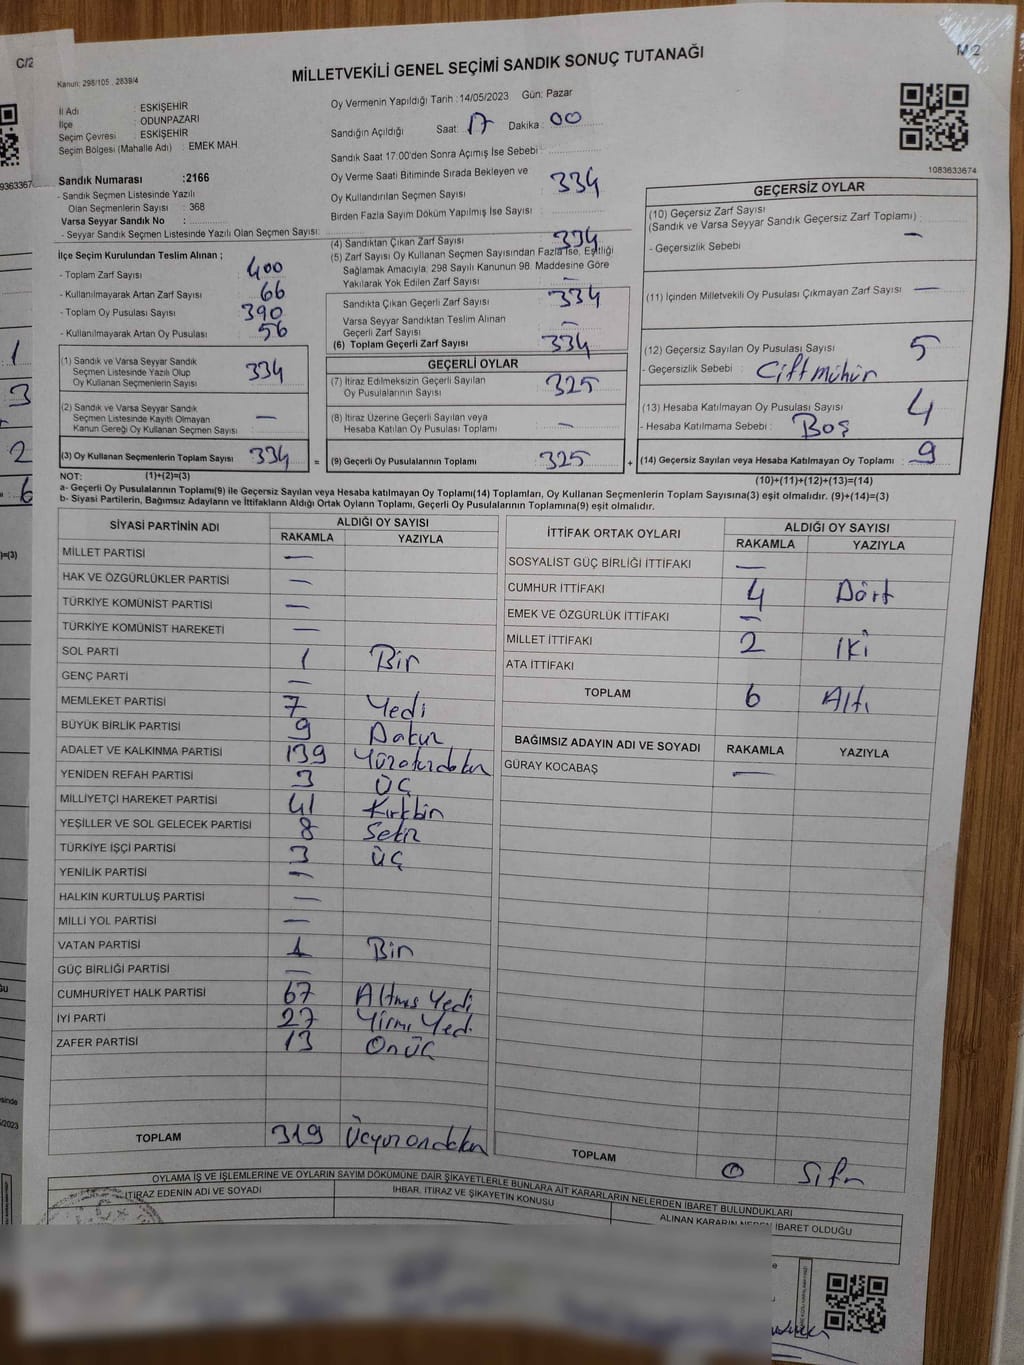 C/2
M 2
Kanun: 298/105 , 2839/4
MİLLETVEKİLİ GENEL SEÇİMİ SANDIK SONUÇ TUTANAĞI
İl Adı : ESKİŞEHİR
İlçe : ODUNPAZARI
Seçim Çevresi : ESKİŞEHİR
Seçim Bölgesi (Mahalle Adı) : EMEK MAH.
Sandık Numarası :2166
- Sandık Seçmen Listesinde Yazılı
Olan Seçmenlerin Sayısı : 368
Varsa Seyyar Sandık No :
- Seyyar Sandık Seçmen Listesinde Yazılı Olan Seçmen Sayısı:
Oy Vermenin Yapıldığı Tarih :14/05/2023 Gün: Pazar
Sandığın Açıldığı Saat: 17 Dakika : 00
Sandık Saat 17:00'den Sonra Açımış İse Sebebi :
Oy Verme Saati Bitiminde Sırada Bekleyen ve
Oy Kullandırılan Seçmen Sayısı : 334
Birden Fazla Sayım Döküm Yapılmış İse Sayısı :
1083633674
İlçe Seçim Kurulundan Teslim Alınan ;
- Toplam Zarf Sayısı : 400
- Kullanılmayarak Artan Zarf Sayısı : 66
- Toplam Oy Pusulası Sayısı : 390
- Kullanılmayarak Artan Oy Pusulası : 56
(1) Sandık ve Varsa Seyyar Sandık
Seçmen Listesinde Yazılı Olup
Oy Kullanan Seçmenlerin Sayısı : 334
(2) Sandık ve Varsa Seyyar Sandık
Seçmen Listesinde Kayıtlı Olmayan
Kanun Gereği Oy Kullanan Seçmen Sayısı : —
(3) Oy Kullanan Seçmenlerin Toplam Sayısı : 334
(4) Sandıktan Çıkan Zarf Sayısı : 334
(5) Zarf Sayısı Oy Kullanan Seçmen Sayısından Fazla İse, Eşitliği
Sağlamak Amacıyla, 298 Sayılı Kanunun 98. Maddesine Göre
Yakılarak Yok Edilen Zarf Sayısı : —
Sandıkta Çıkan Geçerli Zarf Sayısı : 334
Varsa Seyyar Sandıktan Teslim Alınan
Geçerli Zarf Sayısı : —
(6) Toplam Geçerli Zarf Sayısı : 334
GEÇERLİ OYLAR
(7) İtiraz Edilmeksizin Geçerli Sayılan
Oy Pusulalarının Sayısı : 325
(8) İtiraz Üzerine Geçerli Sayılan veya
Hesaba Katılan Oy Pusulası Toplamı : —
= (9) Geçerli Oy Pusulalarının Toplamı : 325 +
GEÇERSİZ OYLAR
(10) Geçersiz Zarf Sayısı
(Sandık ve Varsa Seyyar Sandık Geçersiz Zarf Toplamı) : —
- Geçersizlik Sebebi :
(11) İçinden Milletvekili Oy Pusulası Çıkmayan Zarf Sayısı : —
(12) Geçersiz Sayılan Oy Pusulası Sayısı : 5
- Geçersizlik Sebebi : Çift mühür
(13) Hesaba Katılmayan Oy Pusulası Sayısı : 4
- Hesaba Katılmama Sebebi : Boş
(14) Geçersiz Sayılan veya Hesaba Katılmayan Oy Toplamı : 9
NOT: (1)+(2)=(3)
(10)+(11)+(12)+(13)=(14)
a- Geçerli Oy Pusulalarının Toplamı(9) ile Geçersiz Sayılan veya Hesaba katılmayan Oy Toplamı(14) Toplamları, Oy Kullanan Seçmenlerin Toplam Sayısına(3) eşit olmalıdır. (9)+(14)=(3)
b- Siyasi Partilerin, Bağımsız Adayların ve İttifakların Aldığı Ortak Oyların Toplamı, Geçerli Oy Pusulalarının Toplamına(9) eşit olmalıdır.
SİYASİ PARTİNİN ADI ALDIĞI OY SAYISI
RAKAMLA YAZIYLA
MİLLET PARTİSİ —
HAK VE ÖZGÜRLÜKLER PARTİSİ —
TÜRKİYE KOMÜNİST PARTİSİ —
TÜRKİYE KOMÜNİST HAREKETİ —
SOL PARTİ 1 Bir
GENÇ PARTİ —
MEMLEKET PARTİSİ 7 Yedi
BÜYÜK BİRLİK PARTİSİ 9 Dokuz
ADALET VE KALKINMA PARTİSİ 139 Yüzotuzdokuz
YENİDEN REFAH PARTİSİ 3 Üç
MİLLİYETÇİ HAREKET PARTİSİ 41 Kırkbir
YEŞİLLER VE SOL GELECEK PARTİSİ 8 Sekiz
TÜRKİYE İŞÇİ PARTİSİ 3 Üç
YENİLİK PARTİSİ —
HALKIN KURTULUŞ PARTİSİ —
MİLLİ YOL PARTİSİ —
VATAN PARTİSİ 1 Bir
GÜÇ BİRLİĞİ PARTİSİ —
CUMHURİYET HALK PARTİSİ 67 Altmış Yedi
İYİ PARTİ 27 Yirmi Yedi
ZAFER PARTİSİ 13 Onüç
TOPLAM 319 Üçyüzondokuz
İTTİFAK ORTAK OYLARI ALDIĞI OY SAYISI
RAKAMLA YAZIYLA
SOSYALİST GÜÇ BİRLİĞİ İTTİFAKI —
CUMHUR İTTİFAKI 4 Dört
EMEK VE ÖZGÜRLÜK İTTİFAKI —
MİLLET İTTİFAKI 2 İki
ATA İTTİFAKI
TOPLAM 6 Altı
BAĞIMSIZ ADAYIN ADI VE SOYADI RAKAMLA YAZIYLA
GÜRAY KOCABAŞ —
TOPLAM 0 Sıfır
OYLAMA İŞ VE İŞLEMLERİNE VE OYLARIN SAYIM DÖKÜMÜNE DAİR ŞİKAYETLERLE BUNLARA AİT KARARLARIN NELERDEN İBARET BULUNDUKLARI
İTİRAZ EDENİN ADI VE SOYADI İHBAR, İTİRAZ VE ŞİKAYETİN KONUSU ALINAN KARARIN NEDEN İBARET OLDUĞU